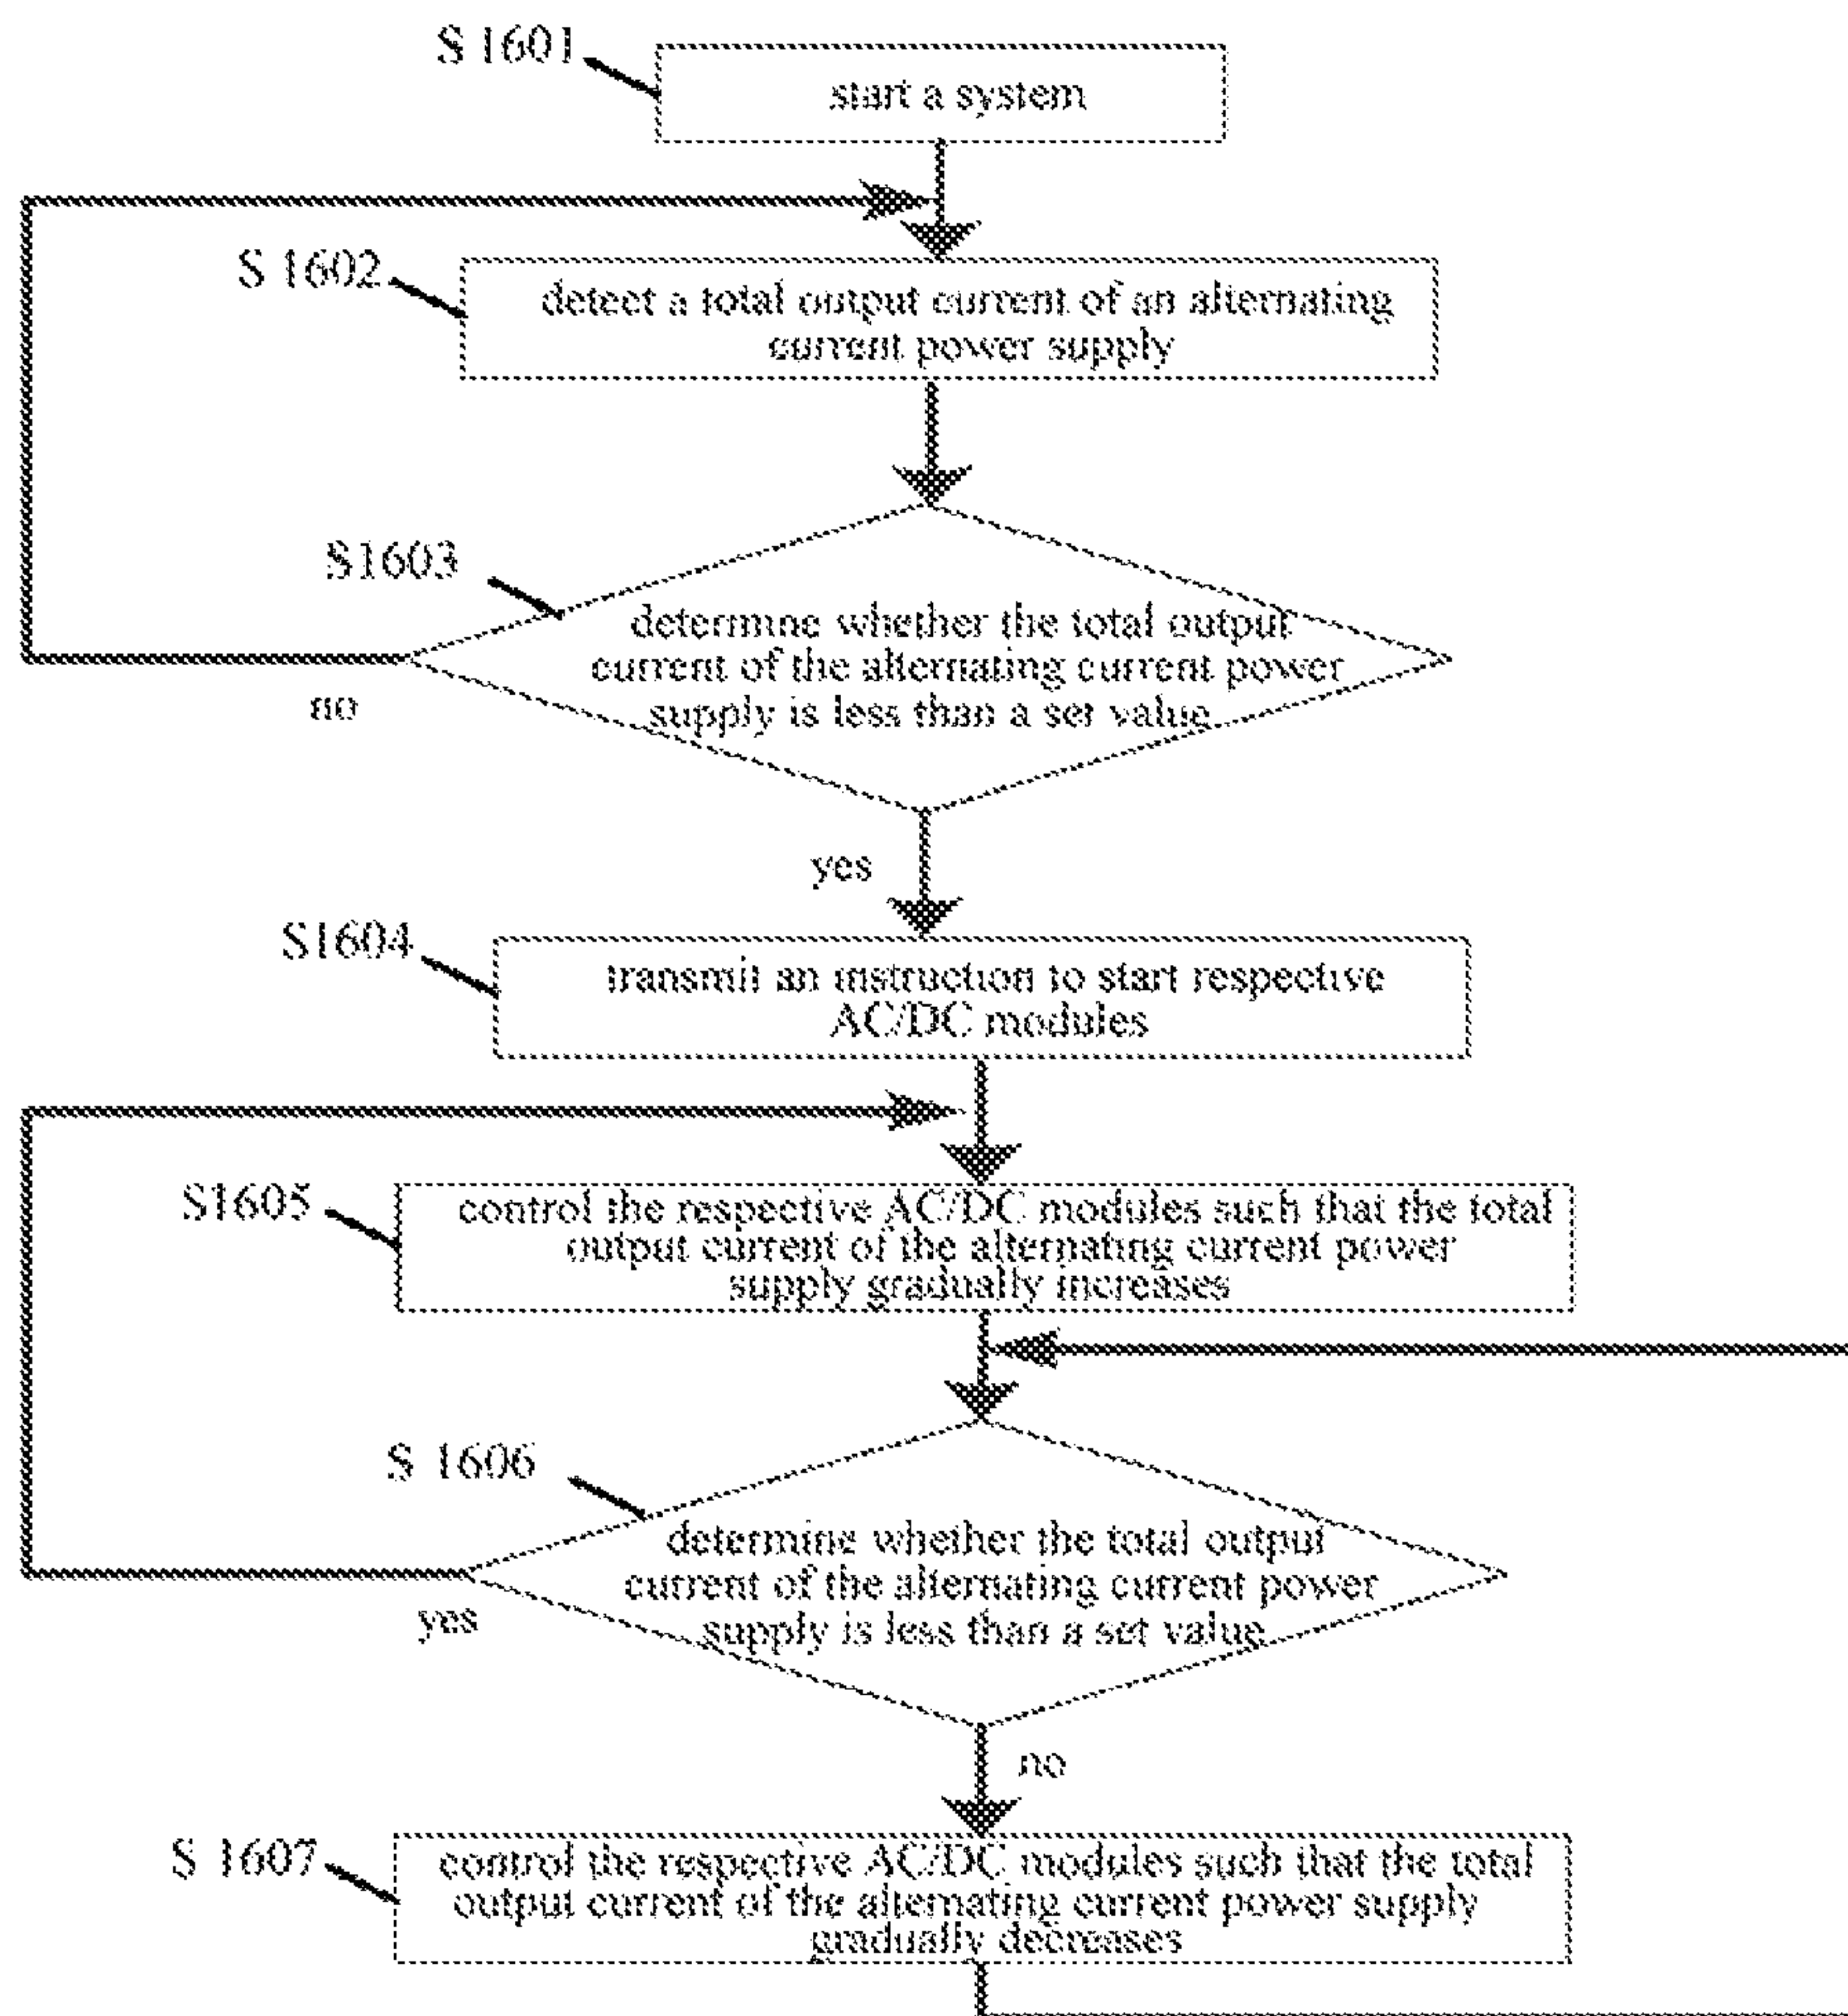 S 1601
start a system
S 1602
detect a total output current of an alternating
current power supply
S1603
determine whether the total output
current of the alternating current power
supply is less than a set value
no
yes
S1604
transmit an instruction to start respective
AC/DC modules
S1605
control the respective AC/DC modules such that the total
output current of the alternating current power
supply gradually increases
S 1606
determine whether the total output
current of the alternating current power
supply is less than a set value
yes
no
S 1607
control the respective AC/DC modules such that the total
output current of the alternating current power supply
gradually decreases